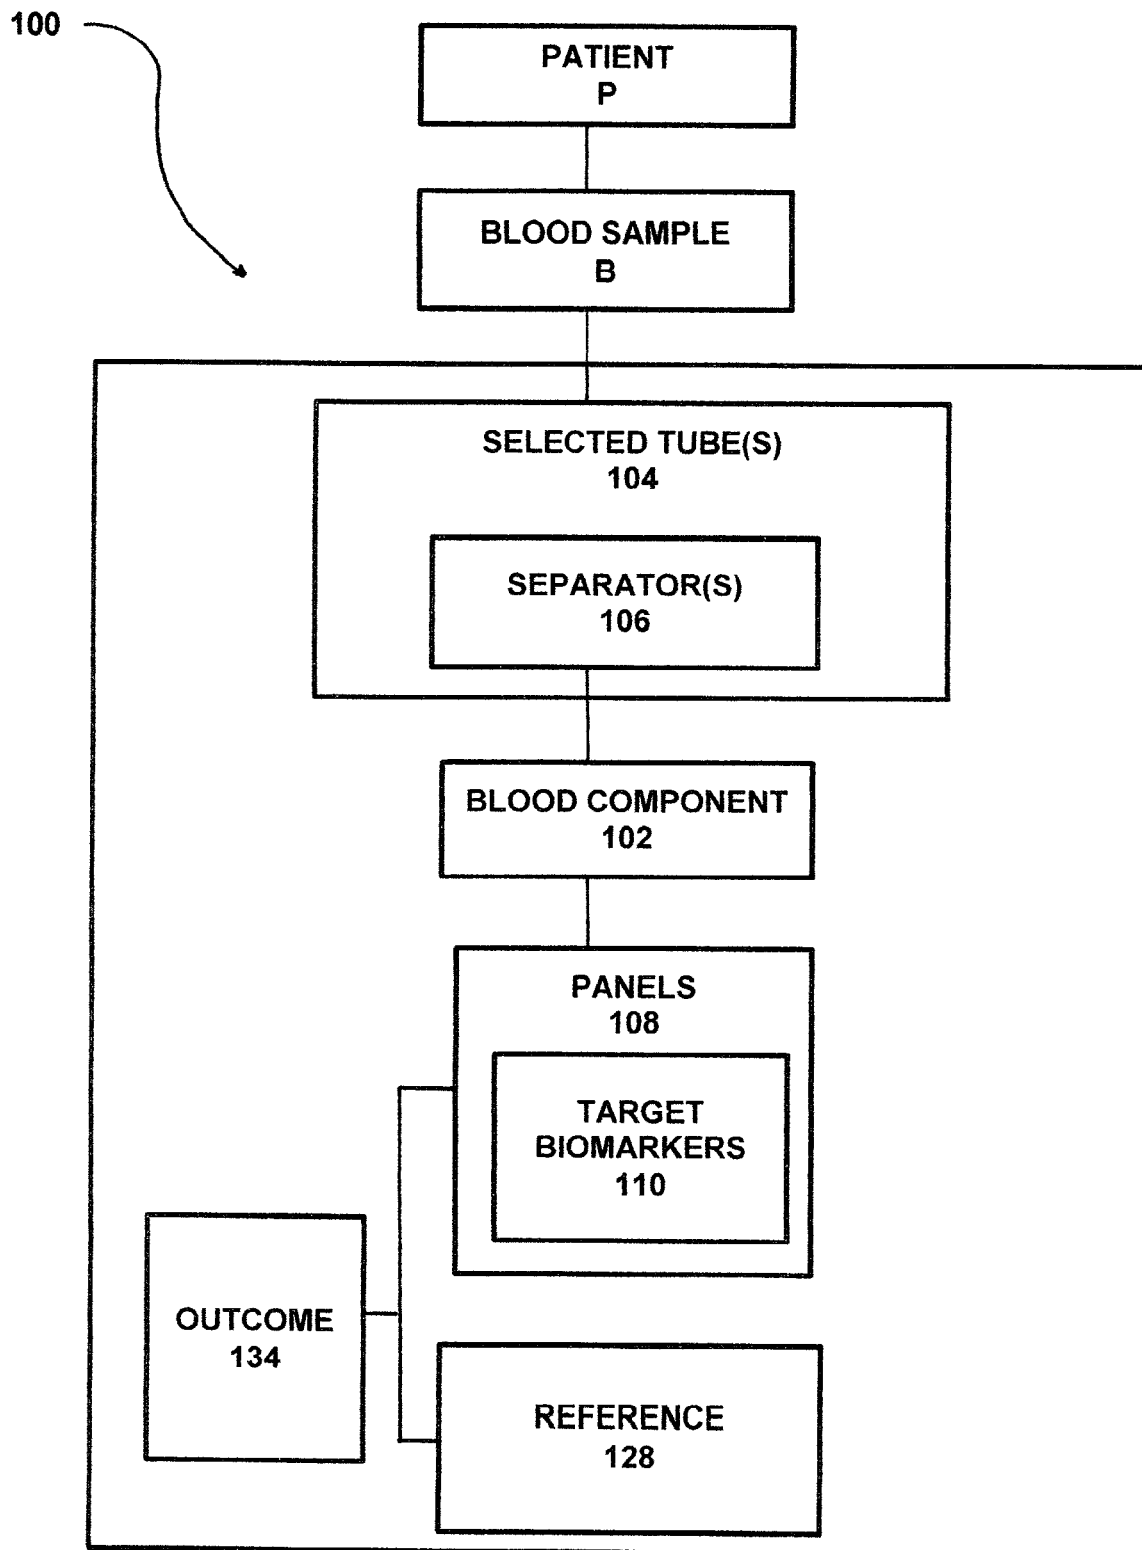 100
PATIENT
P
BLOOD SAMPLE
B
SELECTED TUBE(S)
104
SEPARATOR(S)
106
BLOOD COMPONENT
102
PANELS
108
TARGET
BIOMARKERS
110
OUTCOME
134
REFERENCE
128